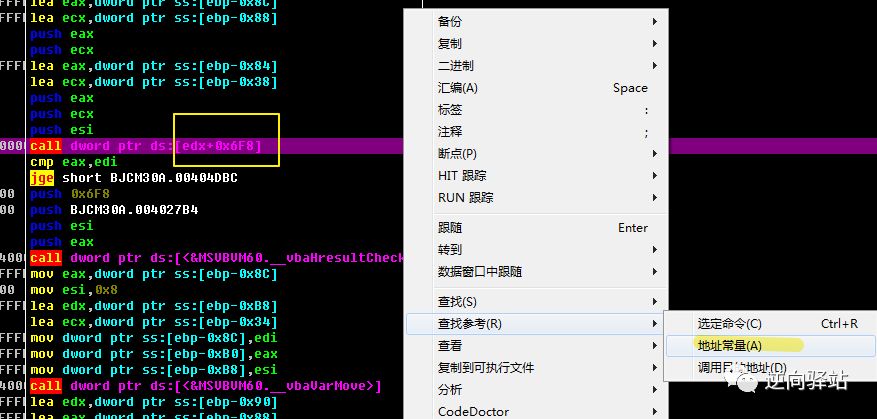 lea eax,dword ptr ss:[ebp-0x8C]
FFFF lea ecx,dword ptr ss:[ebp-0x88]
push eax
push ecx
FFFF lea eax,dword ptr ss:[ebp-0x84]
lea ecx,dword ptr ss:[ebp-0x38]
push eax
push ecx
push esi
0000 call dword ptr ds:[edx+0x6F8]
cmp eax,edi
jge short BJCM30A.00404DBC
00 push 0x6F8
00 push BJCM30A.004027B4
push esi
push eax
4000 call dword ptr ds:[<&MSVBVM60.__vbaHresultCheck
FFFF mov eax,dword ptr ss:[ebp-0x8C]
00 mov esi,0x8
FFFF lea edx,dword ptr ss:[ebp-0xB8]
lea ecx,dword ptr ss:[ebp-0x34]
FFFF mov dword ptr ss:[ebp-0x8C],edi
FFFF mov dword ptr ss:[ebp-0xB0],eax
FFFF mov dword ptr ss:[ebp-0xB8],esi
4000 call dword ptr ds:[<&MSVBVM60.__vbaVarMove>]
FFFF lea edx,dword ptr ss:[ebp-0x90]
lea eax,dword ptr ss:[ebp-0x88]
备份
复制
二进制
汇编(A) Space
标签 :
注释 ;
断点(P)
HIT 跟踪
RUN 跟踪
跟随 Enter
转到
数据窗口中跟随
查找(S)
查找参考(R)
查看
复制到可执行文件
分析
CodeDoctor
选定命令(C) Ctrl+R
地址常量(A)
调用目的地址(D)
逆向驿站